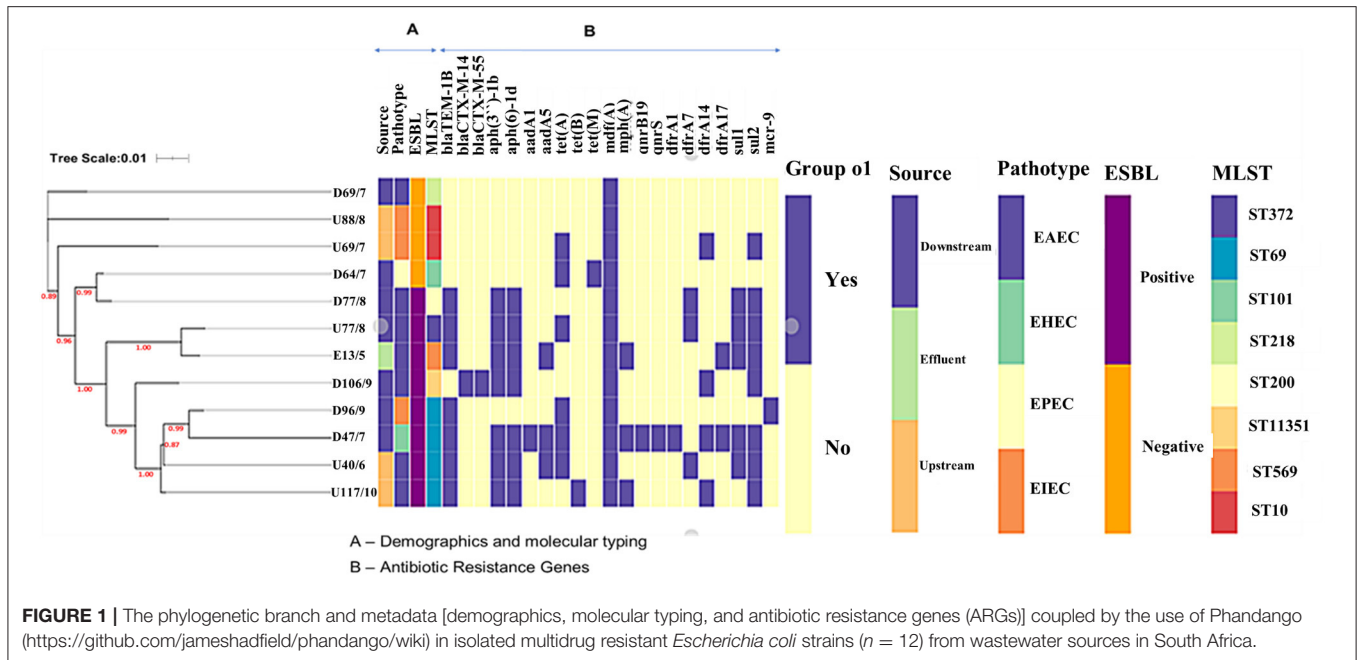 A
B
Source
Pathotype
ESBL
MLST
blaTEM-1B
blaCTX-M-14
blaCTX-M-55
aph(3``)-1b
aph(6)-1d
aadA1
aadA5
tet(A)
tet(B)
tet(M)
mdf(A)
mph(A)
qnrB19
qnrS
dfrA1
dfrA7
dfrA14
dfrA17
sul1
sul2
mcr-9
Tree Scale:0.01
D69/7
U88/8
U69/7
D64/7
D77/8
U77/8
E13/5
D106/9
D96/9
D47/7
U40/6
U117/10
0.89
0.96
0.99
1.00
1.00
0.99
0.99
0.87
1.00
Group o1
Yes
No
Source
Downstream
Effluent
Upstream
Pathotype
EAEC
EHEC
EPEC
EIEC
ESBL
Positive
Negative
MLST
ST372
ST69
ST101
ST218
ST200
ST11351
ST569
ST10
A – Demographics and molecular typing
B – Antibiotic Resistance Genes
FIGURE 1 | The phylogenetic branch and metadata [demographics, molecular typing, and antibiotic resistance genes (ARGs)] coupled by the use of Phandango
(https://github.com/jameshadfield/phandango/wiki) in isolated multidrug resistant Escherichia coli strains (n = 12) from wastewater sources in South Africa.